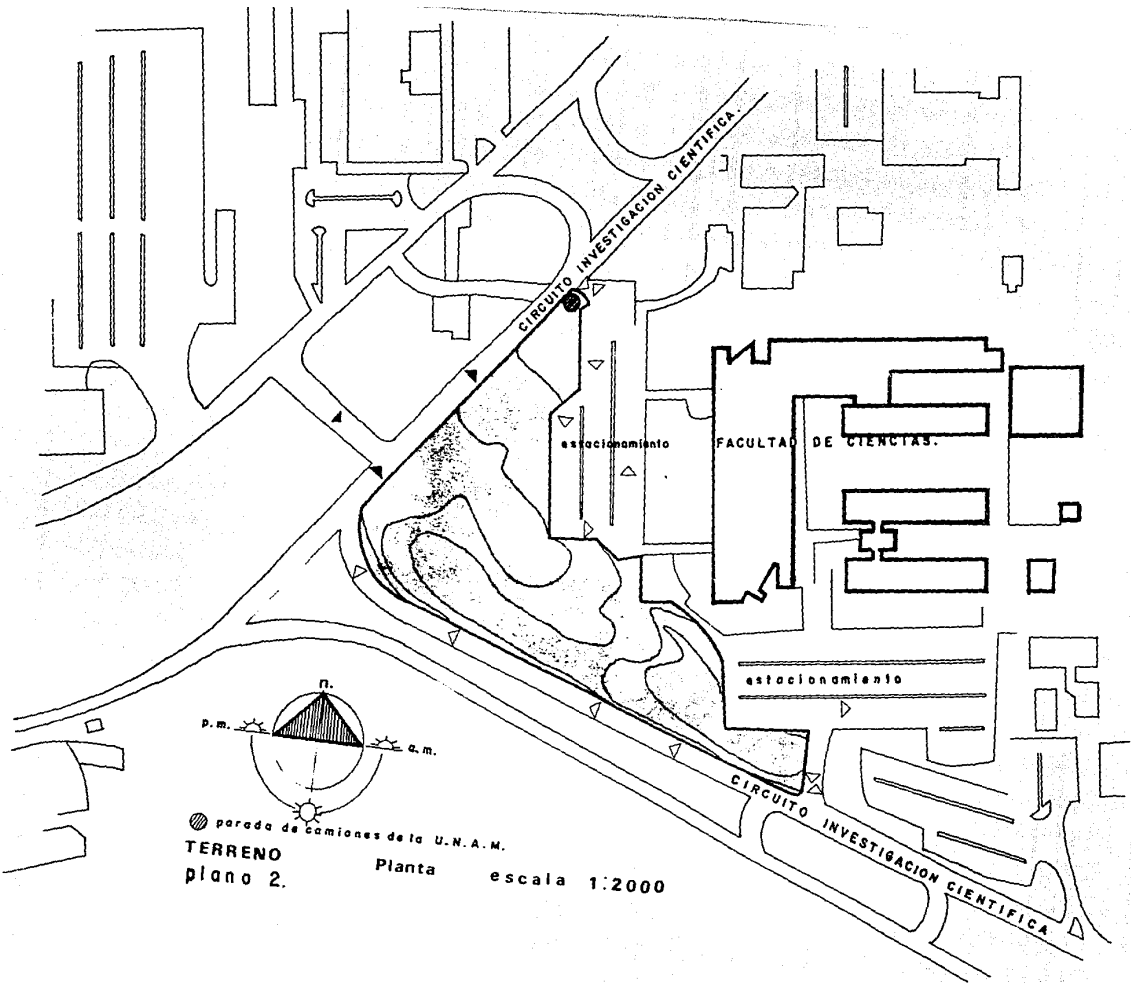 CIRCUITO INVESTIGACION CIENTIFICA.
estacionamiento
FACULTAD DE CIENCIAS.
estacionamiento
n.
p.m.
a.m.
CIRCUITO INVESTIGACION CIENTIFICA
parada de camiones de la U.N.A.M.
TERRENO
plano 2.
Planta escala 1:2000